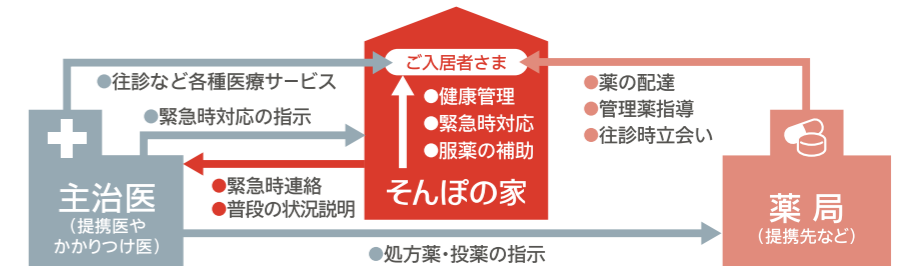 ご入居者さま
●往診など各種医療サービス
●緊急時対応の指示
●健康管理
●緊急時対応
●服薬の補助
そんぽの家
●薬の配達
●管理薬指導
●往診時立会い
●緊急時連絡
●普段の状況説明
主治医
(提携医や
かかりつけ医)
薬局
(提携先など)
●処方薬・投薬の指示